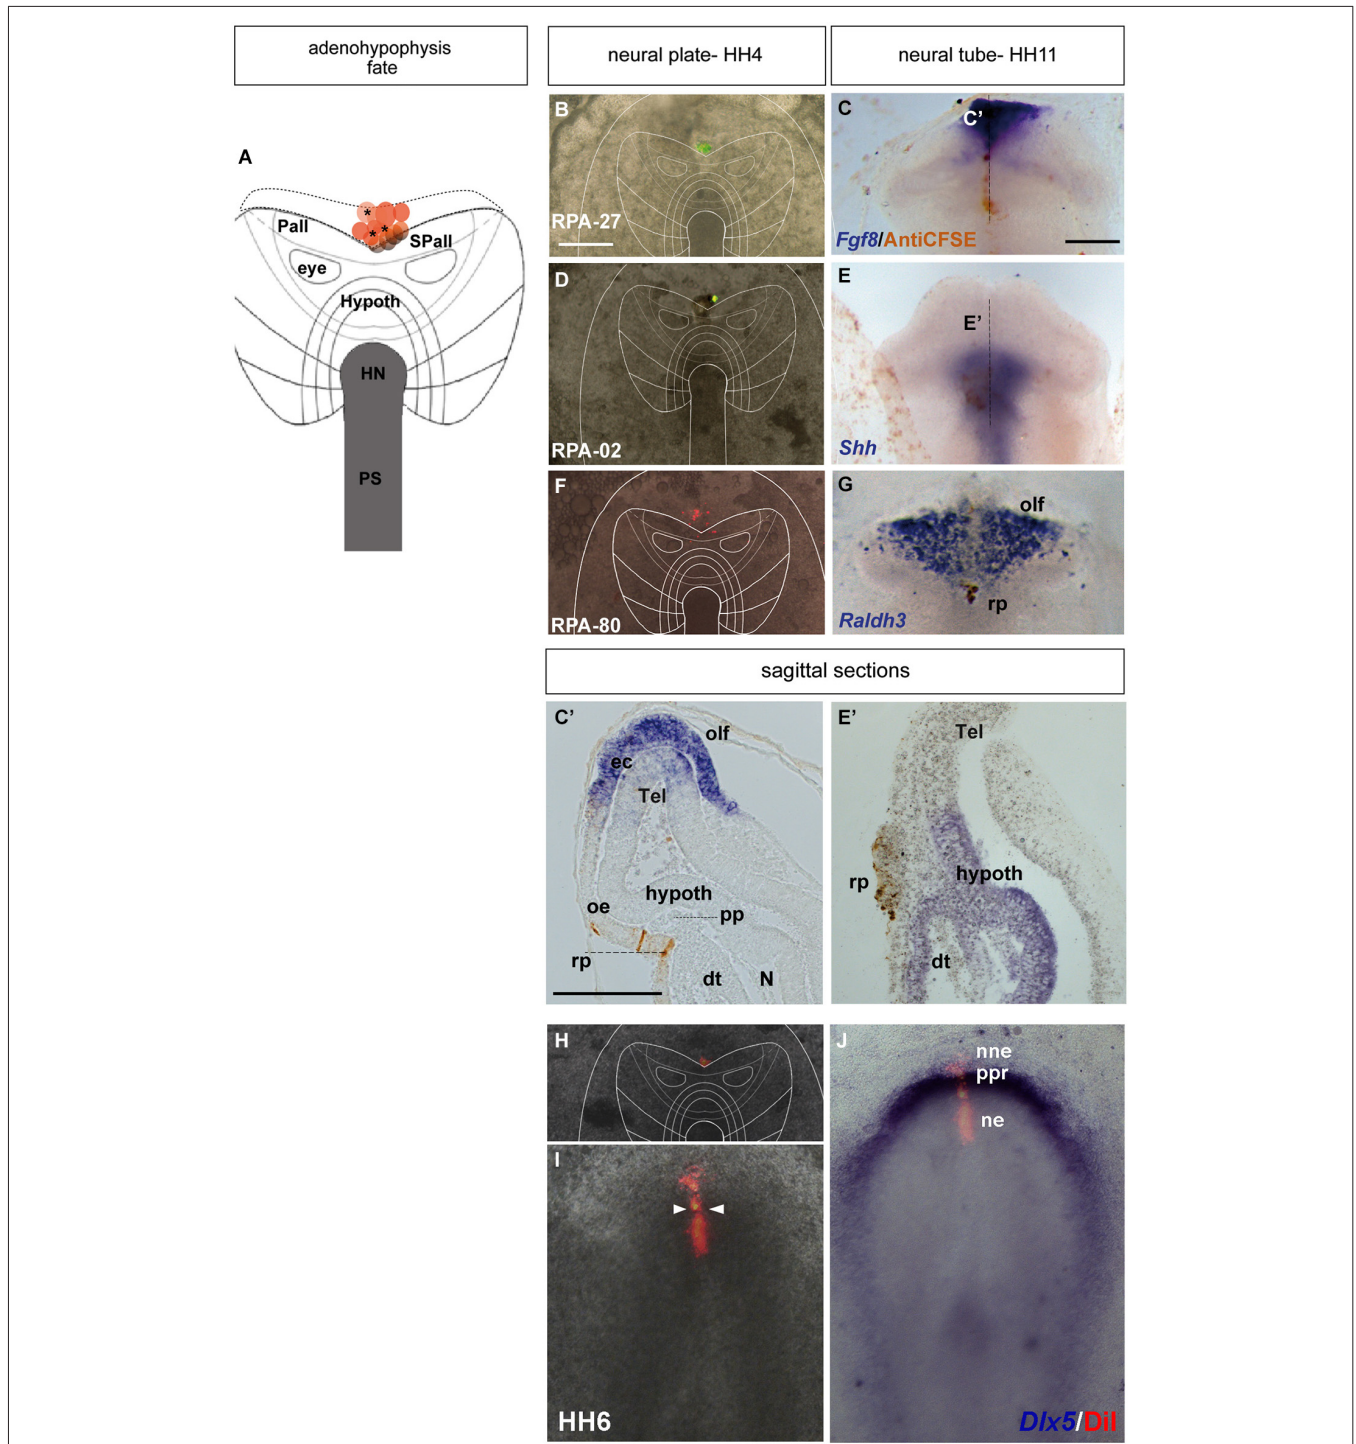 adenohypophysis
fate
neural plate- HH4
neural tube- HH11
A
Pall
SPall
eye
Hypoth
HN
PS
* * *
B
RPA-27
C
C’
Fgf8/AntiCFSE
D
RPA-02
E
E’
Shh
F
RPA-80
G
olf
rp
Raldh3
sagittal sections
C’
olf
ec
Tel
hypoth
oe
pp
rp
dt
N
E’
Tel
rp
hypoth
dt
H
I
HH6
J
nne
ppr
ne
Dlx5/DiI